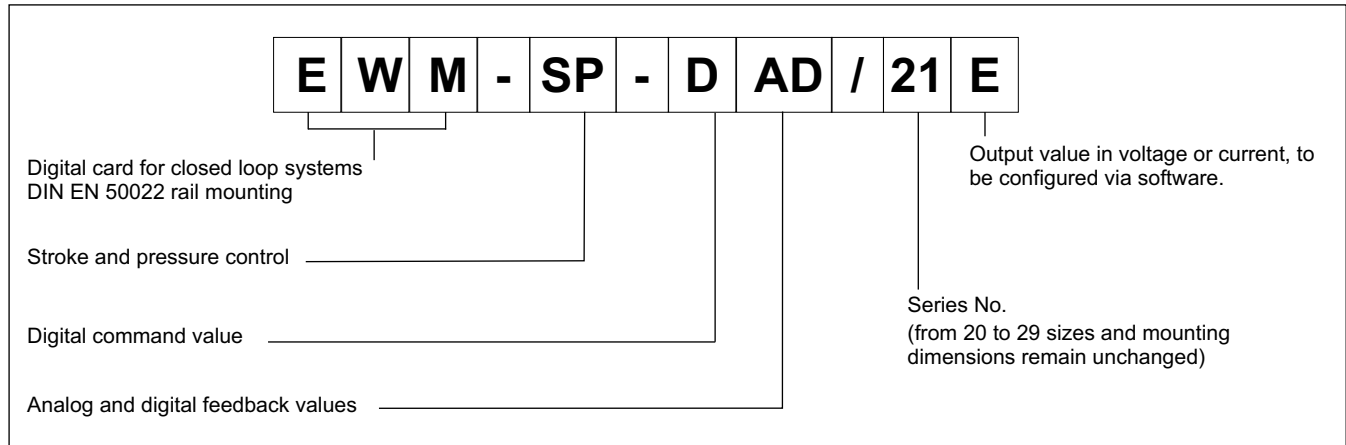 E W M - SP - D AD / 21 E
Digital card for closed loop systems
DIN EN 50022 rail mounting
Output value in voltage or current, to
be configured via software.
Stroke and pressure control
Series No.
(from 20 to 29 sizes and mounting
dimensions remain unchanged)
Digital command value
Analog and digital feedback values